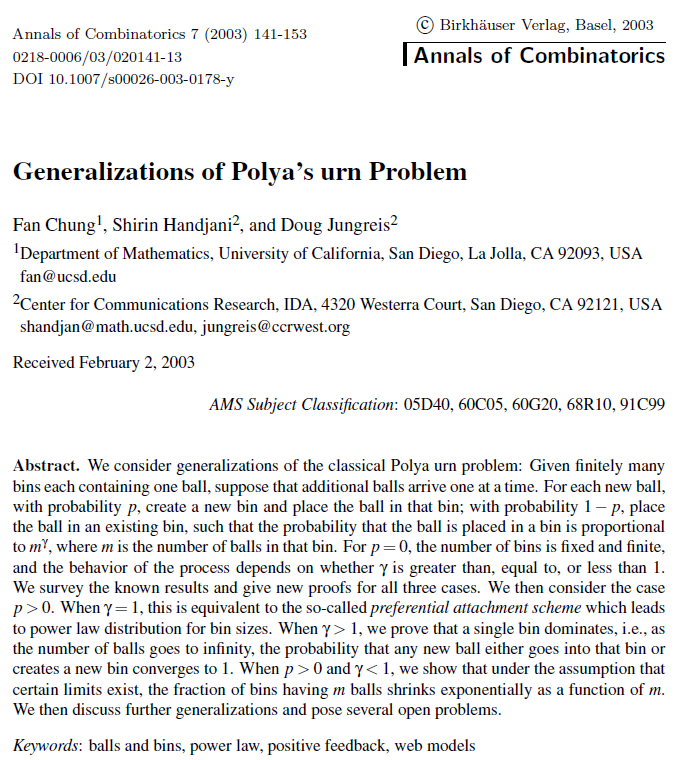 Annals of Combinatorics 7 (2003) 141-153
0218-0006/03/020141-13
DOI 10.1007/s00026-003-0178-y
© Birkhäuser Verlag, Basel, 2003
Annals of Combinatorics
Generalizations of Polya's urn Problem
Fan Chung1, Shirin Handjani2, and Doug Jungreis2
1Department of Mathematics, University of California, San Diego, La Jolla, CA 92093, USA
fan@ucsd.edu
2Center for Communications Research, IDA, 4320 Westerra Court, San Diego, CA 92121, USA
shandjan@math.ucsd.edu, jungreis@ccrwest.org
Received February 2, 2003
AMS Subject Classification: 05D40, 60C05, 60G20, 68R10, 91C99
Abstract. We consider generalizations of the classical Polya urn problem: Given finitely many
bins each containing one ball, suppose that additional balls arrive one at a time. For each new ball,
with probability p, create a new bin and place the ball in that bin; with probability 1 − p, place
the ball in an existing bin, such that the probability that the ball is placed in a bin is proportional
to mγ, where m is the number of balls in that bin. For p = 0, the number of bins is fixed and finite,
and the behavior of the process depends on whether γ is greater than, equal to, or less than 1.
We survey the known results and give new proofs for all three cases. We then consider the case
p > 0. When γ = 1, this is equivalent to the so-called preferential attachment scheme which leads
to power law distribution for bin sizes. When γ > 1, we prove that a single bin dominates, i.e., as
the number of balls goes to infinity, the probability that any new ball either goes into that bin or
creates a new bin converges to 1. When p > 0 and γ < 1, we show that under the assumption that
certain limits exist, the fraction of bins having m balls shrinks exponentially as a function of m.
We then discuss further generalizations and pose several open problems.
Keywords: balls and bins, power law, positive feedback, web models